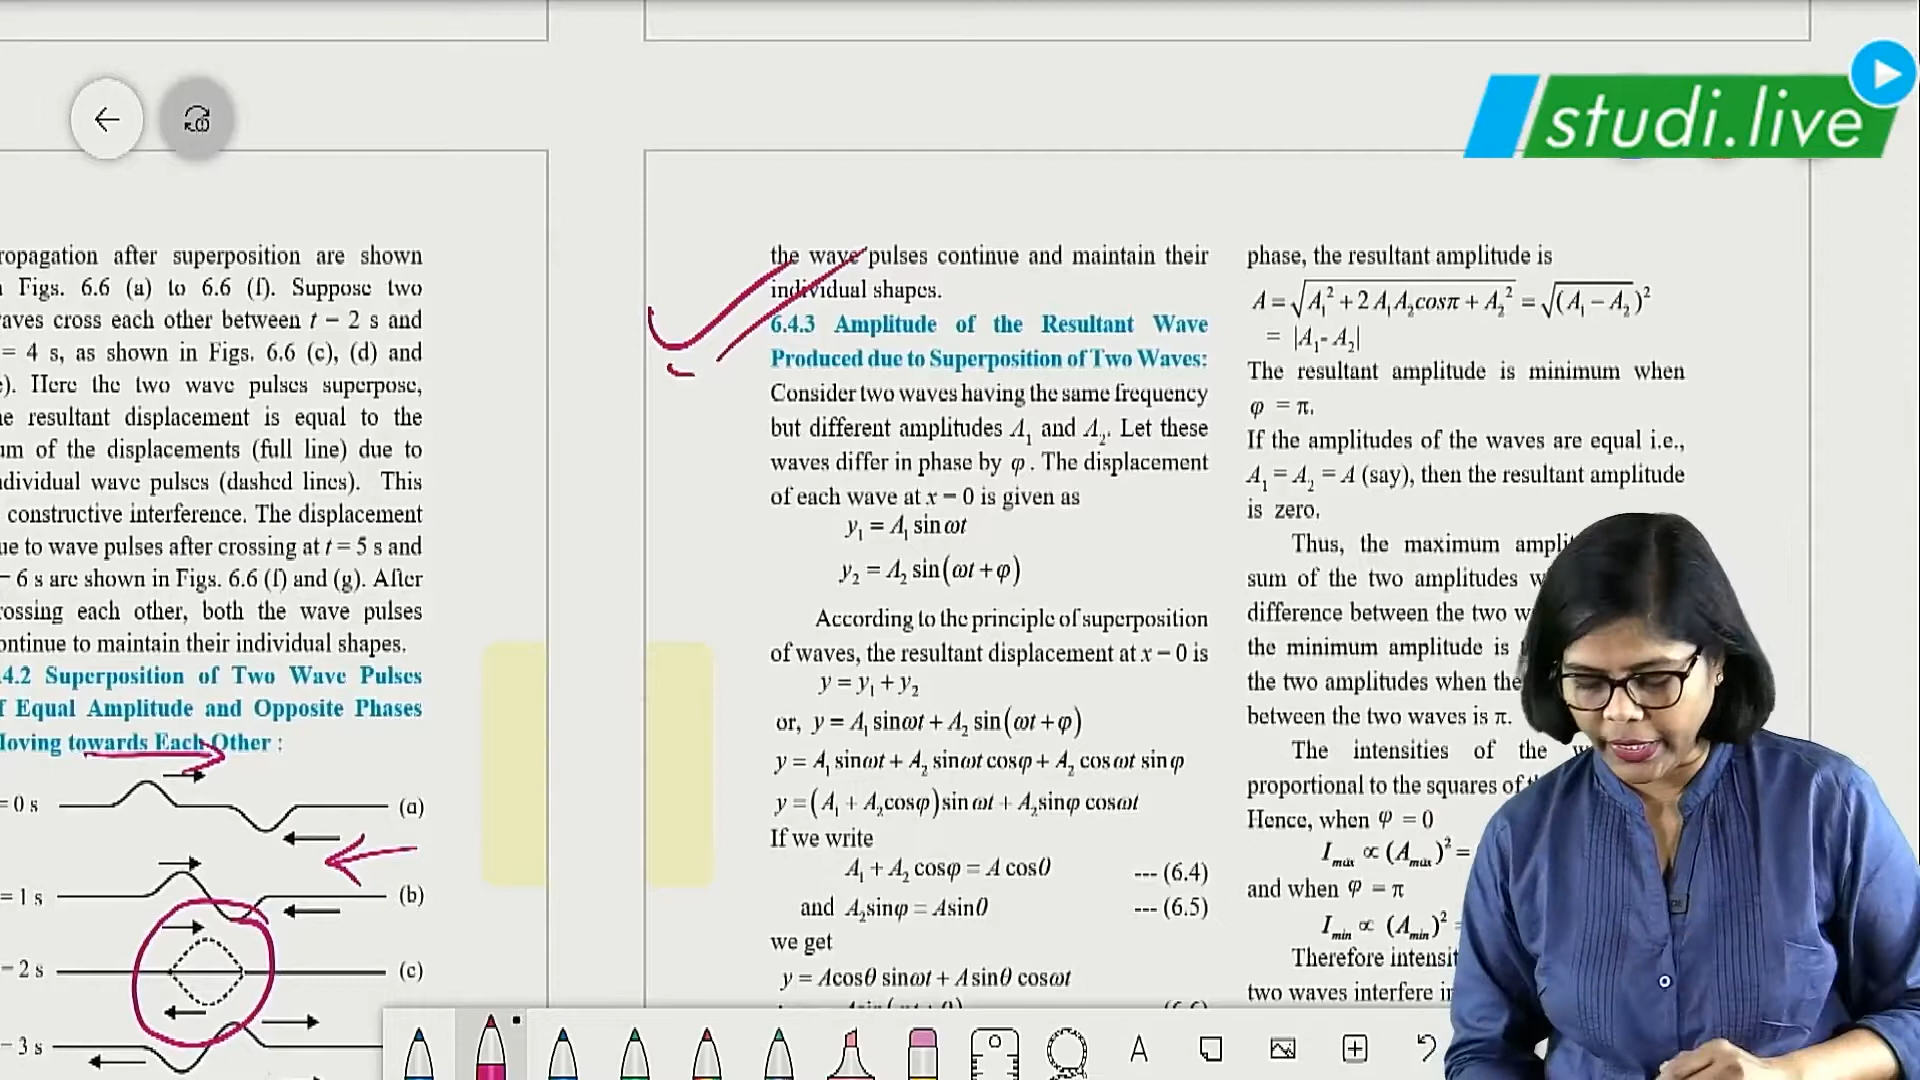 studi.live
propagation after superposition are shown
Figs. 6.6 (a) to 6.6 (f). Suppose two
waves cross each other between t = 2 s and
= 4 s, as shown in Figs. 6.6 (c), (d) and
). Here the two wave pulses superpose,
the resultant displacement is equal to the
sum of the displacements (full line) due to
individual wave pulses (dashed lines). This
constructive interference. The displacement
due to wave pulses after crossing at t = 5 s and
= 6 s are shown in Figs. 6.6 (f) and (g). After
crossing each other, both the wave pulses
continue to maintain their individual shapes.
.4.2 Superposition of Two Wave Pulses
of Equal Amplitude and Opposite Phases
Moving towards Each Other :
=0 s (a)
= 1 s (b)
= 2 s (c)
= 3 s
the wave pulses continue and maintain their
individual shapes.
6.4.3 Amplitude of the Resultant Wave
Produced due to Superposition of Two Waves:
Consider two waves having the same frequency
but different amplitudes A₁ and A₂. Let these
waves differ in phase by φ. The displacement
of each wave at x = 0 is given as
y₁ = A₁ sin ωt
y₂ = A₂ sin(ωt + φ)
According to the principle of superposition
of waves, the resultant displacement at x = 0 is
y = y₁ + y₂
or, y = A₁ sinωt + A₂ sin(ωt + φ)
y = A₁ sinωt + A₂ sinωt cosφ + A₂ cosωt sinφ
y = (A₁ + A₂cosφ)sin ωt + A₂sinφ cosωt
If we write
A₁ + A₂ cosφ = A cosθ --- (6.4)
and A₂sinφ = Asinθ --- (6.5)
we get
y = Acosθ sinωt + Asinθ cosωt
phase, the resultant amplitude is
A = √A₁² + 2 A₁A₂cosπ + A₂² = √(A₁ − A₂)²
= |A₁- A₂|
The resultant amplitude is minimum when
φ = π.
If the amplitudes of the waves are equal i.e.,
A₁ = A₂ = A (say), then the resultant amplitude
is zero.
Thus, the maximum
sum of the two amplitudes
difference between the two
the minimum amplitude is
the two amplitudes when the
between the two waves is π.
The intensities of the
proportional to the squares of
Hence, when φ = 0
Iₘₐₓ ∝ (Aₘₐₓ)² =
and when φ = π
Iₘᵢₙ ∝ (Aₘᵢₙ)²
Therefore
two waves interfere
A